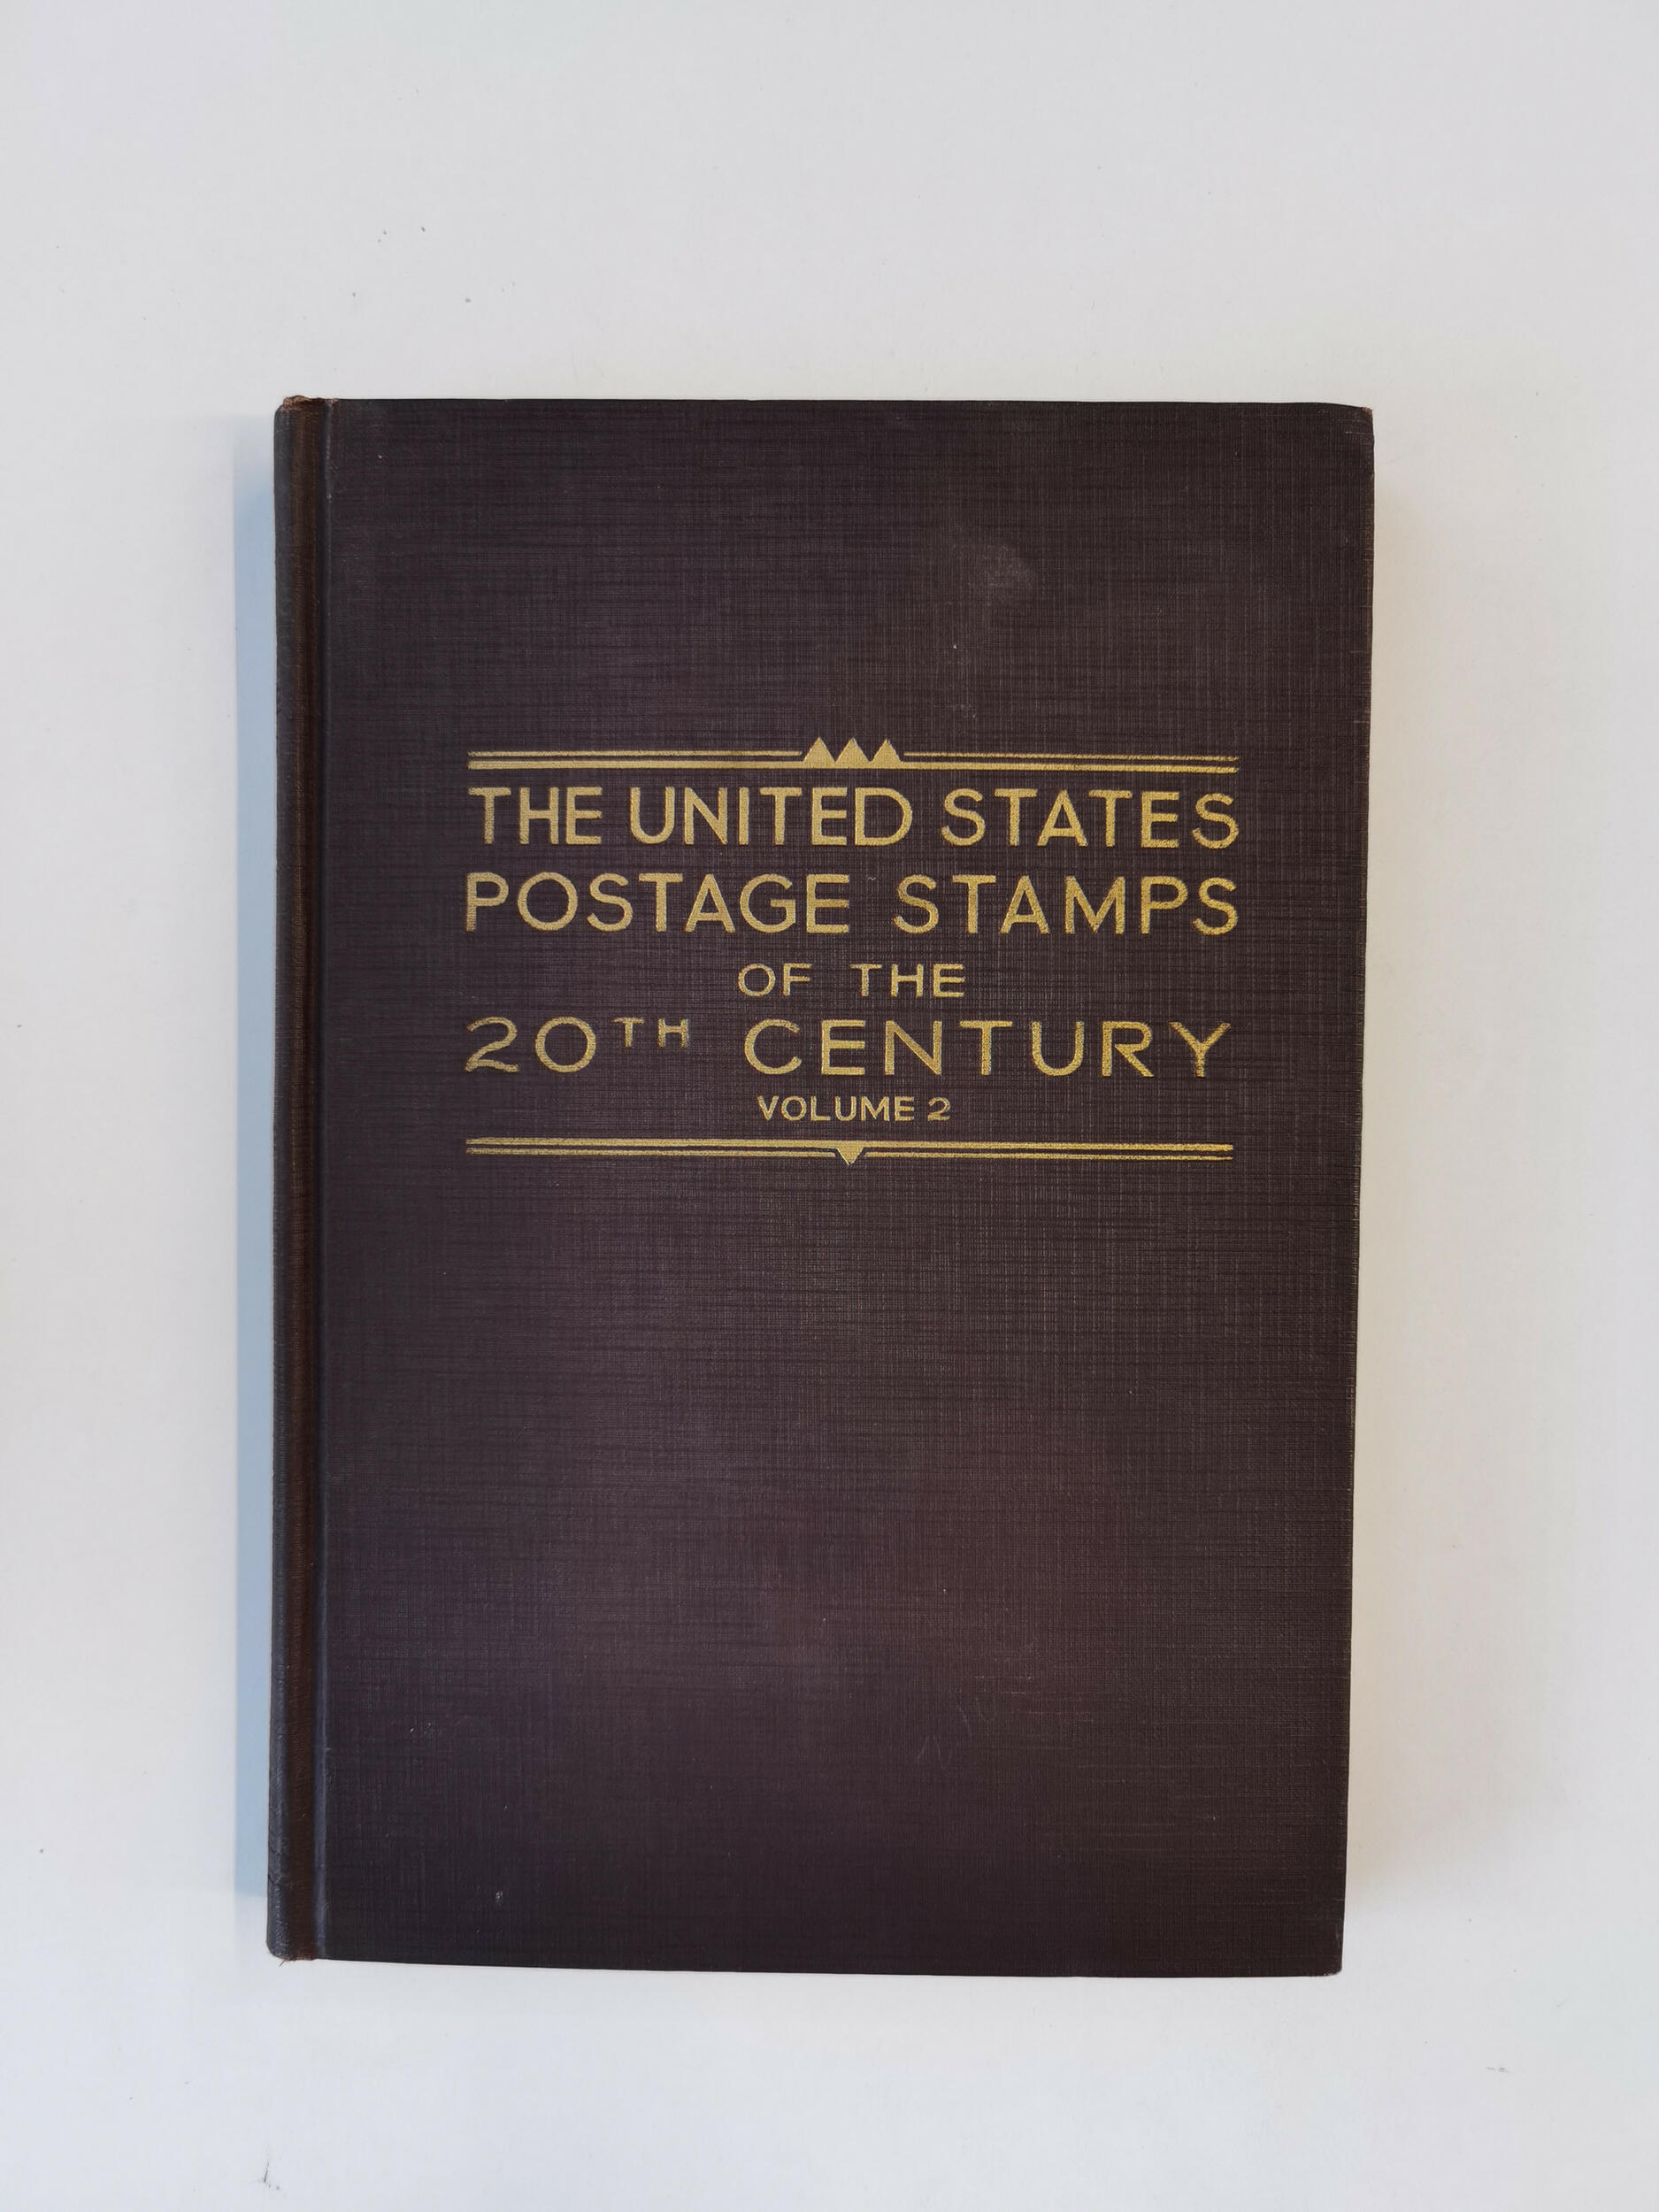 THE UNITED STATES
POSTAGE STAMPS
OF THE
20TH CENTURY
VOLUME 2